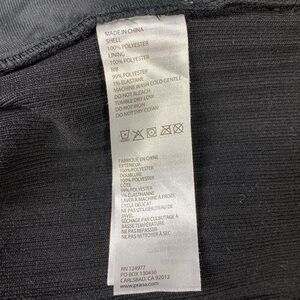 MADE IN CHINA
SHELL
100% POLYESTER
LINING
100% POLYESTER
RIB
99% POLYESTER
1% ELASTANE
MACHINE WASH COLD GENTLE
DO NOT BLEACH
TUMBLE DRY LOW
DO NOT IRON
DO NOT DRY CLEAN
FABRIQUÉ EN CHINE
EXTÉRIEUR
100% POLYESTER
DOUBLURE
100% POLYESTER
CÔTE
99% POLYESTER
1% ÉLASTHANNE
LAVER À MACHINE À FROID
CYCLE DÉLICAT
NE PAS UTILISER D'EAU DE
JAVEL
SÉCHAGE PAR CULBUTAGE À
BASSE TEMPÉRATURE
NE PAS REPASSER
NE PAS NETTOYER À SEC
RN 124977
PO BOX 130430
CARLSBAD, CA 92013
www.prana.com